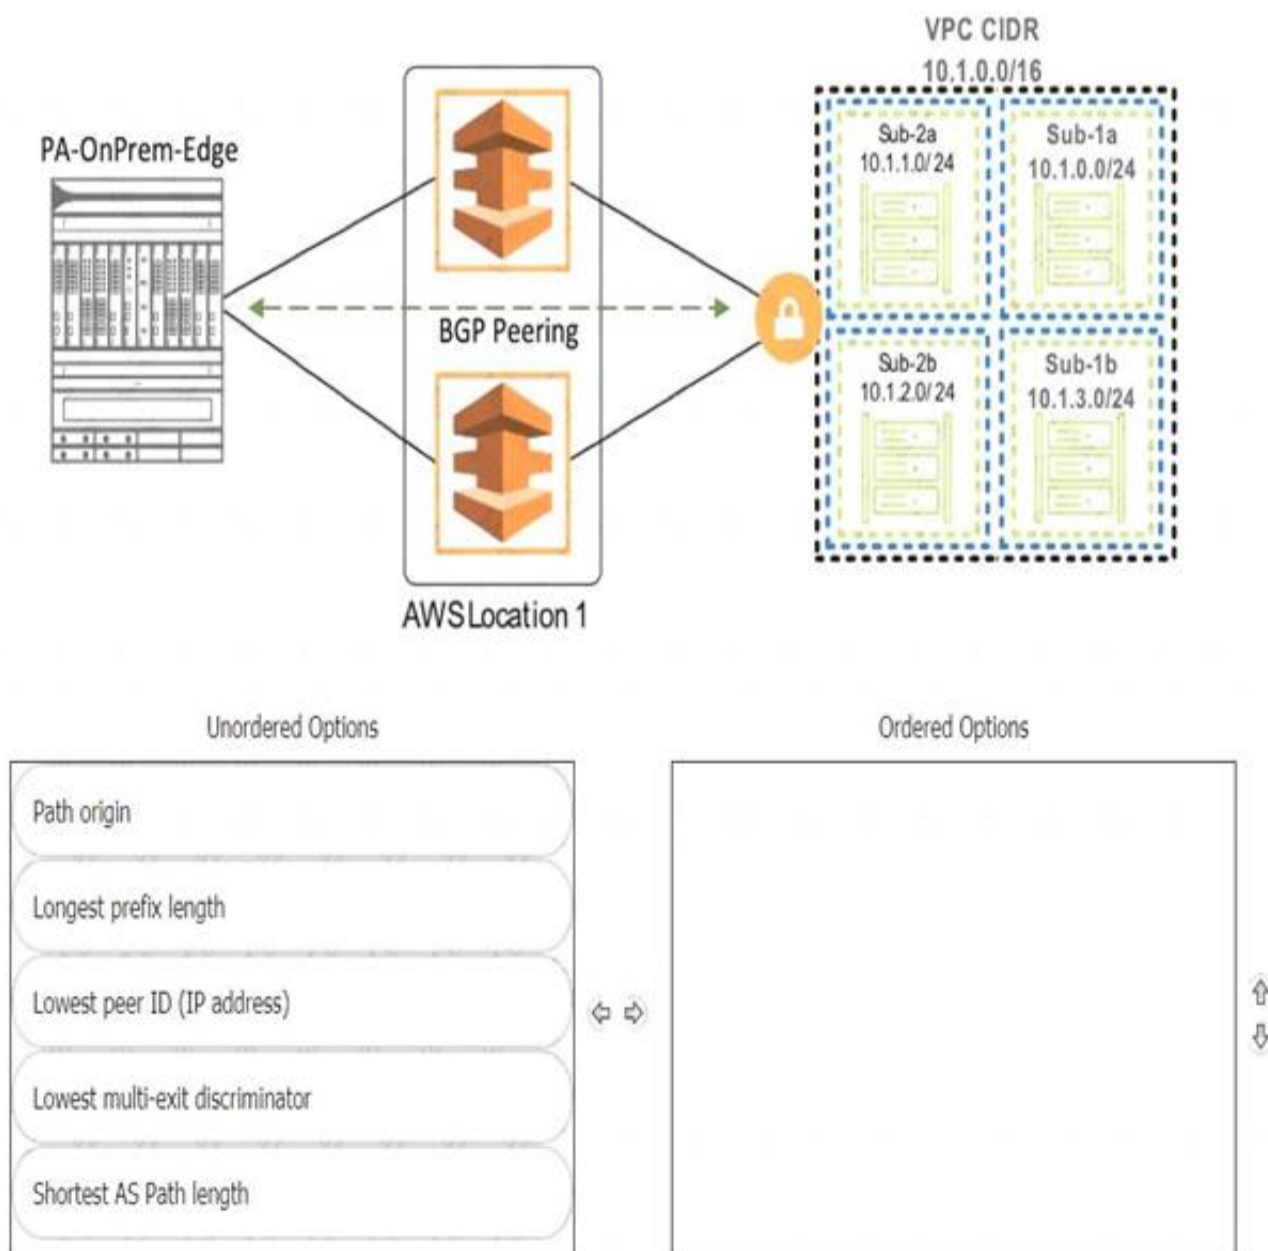 VPC CIDR
10.1.0.0/16
PA-OnPrem-Edge
Sub-2a
10.1.1.0/24
Sub-1a
10.1.0.0/24
BGP Peering
Sub-2b
10.1.2.0/24
Sub-1b
10.1.3.0/24
AWS Location 1
Unordered Options
Ordered Options
Path origin
Longest prefix length
Lowest peer ID (IP address)
Lowest multi-exit discriminator
Shortest AS Path length